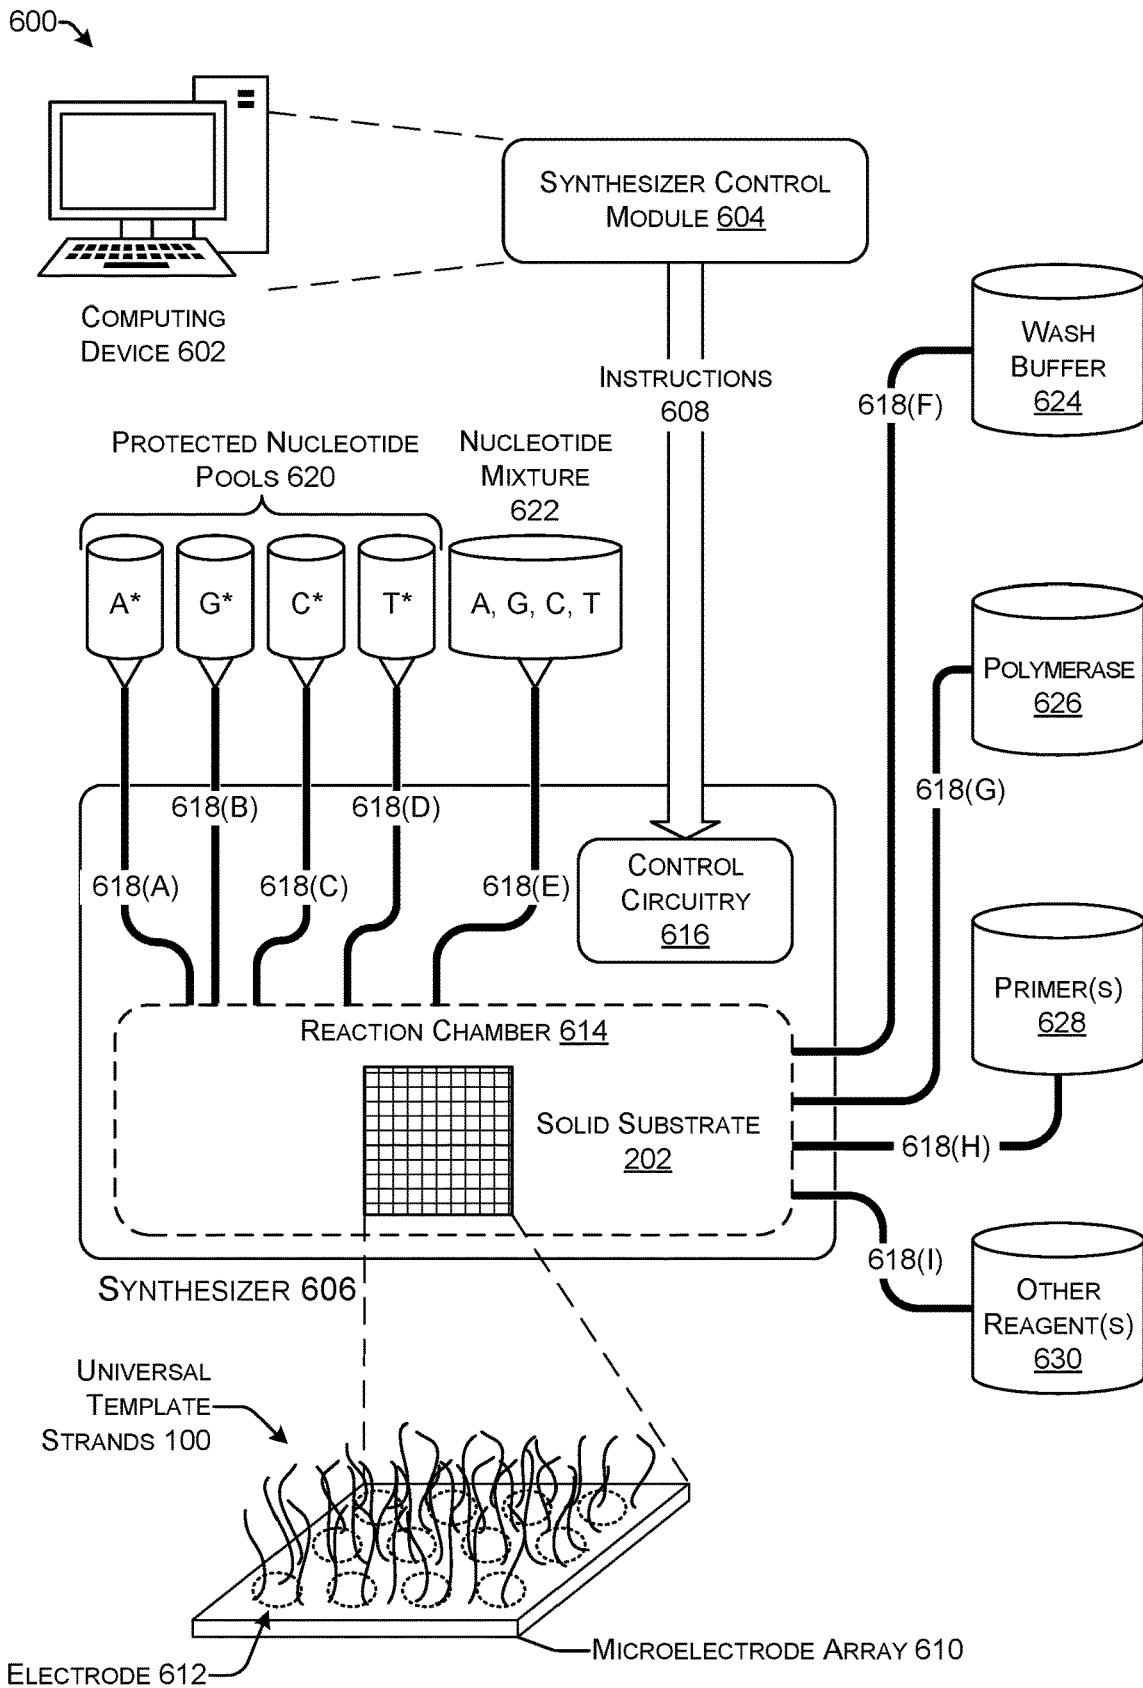 600
SYNTHESIZER CONTROL
MODULE 604
COMPUTING
DEVICE 602
INSTRUCTIONS
608
WASH
BUFFER
624
618(F)
PROTECTED NUCLEOTIDE
POOLS 620
NUCLEOTIDE
MIXTURE
622
A*
G*
C*
T*
A, G, C, T
POLYMERASE
626
618(G)
618(B)
618(D)
618(A)
618(C)
618(E)
CONTROL
CIRCUITRY
616
PRIMER(S)
628
REACTION CHAMBER 614
SOLID SUBSTRATE
202
618(H)
618(I)
SYNTHESIZER 606
OTHER
REAGENT(S)
630
UNIVERSAL
TEMPLATE
STRANDS 100
MICROELECTRODE ARRAY 610
ELECTRODE 612